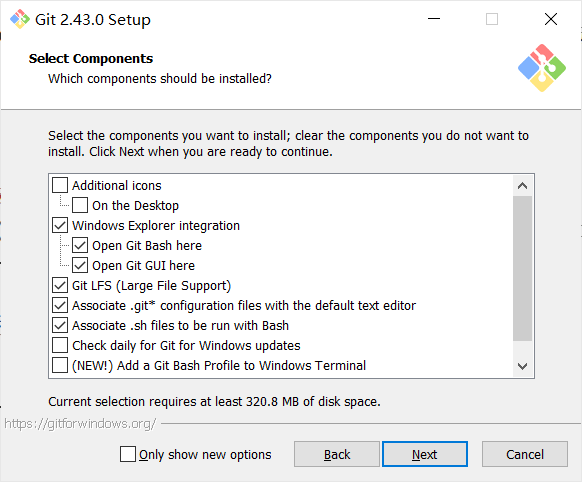 Git 2.43.0 Setup
Select Components
Which components should be installed?
Select the components you want to install; clear the components you do not want to
install. Click Next when you are ready to continue.
Additional icons
On the Desktop
Windows Explorer integration
Open Git Bash here
Open Git GUI here
Git LFS (Large File Support)
Associate .git* configuration files with the default text editor
Associate .sh files to be run with Bash
Check daily for Git for Windows updates
(NEW!) Add a Git Bash Profile to Windows Terminal
Current selection requires at least 320.8 MB of disk space.
https://gitforwindows.org/
Only show new options
Back
Next
Cancel